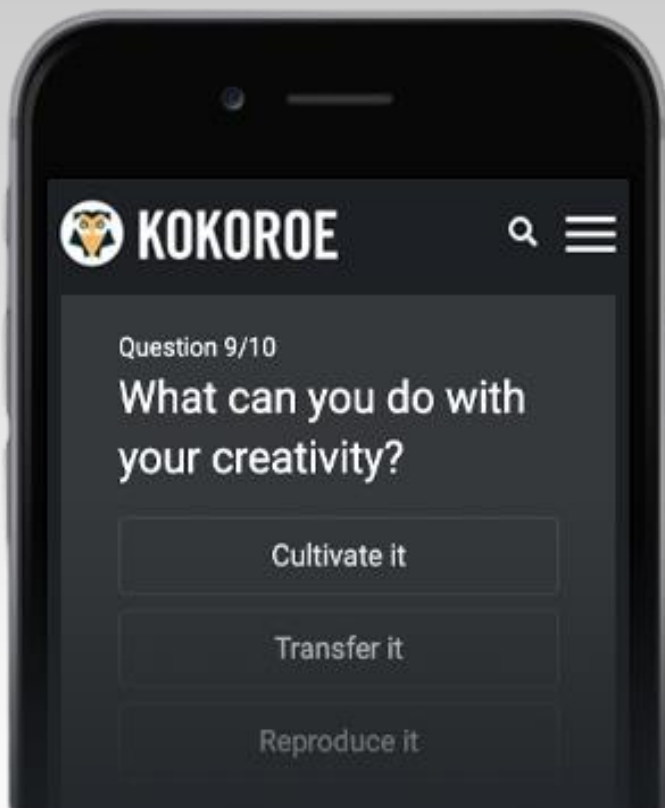 KOKOROE
Question 9/10
What can you do with
your creativity?
Cultivate it
Transfer it
Reproduce it